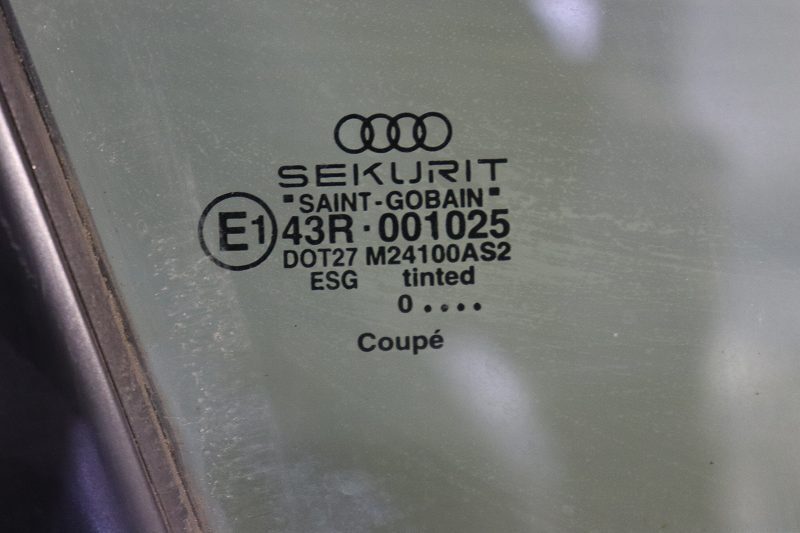 SEKURIT
"SAINT-GOBAIN"
E1 43R·001025
DOT27 M24100AS2
ESG tinted
0....
Coupé